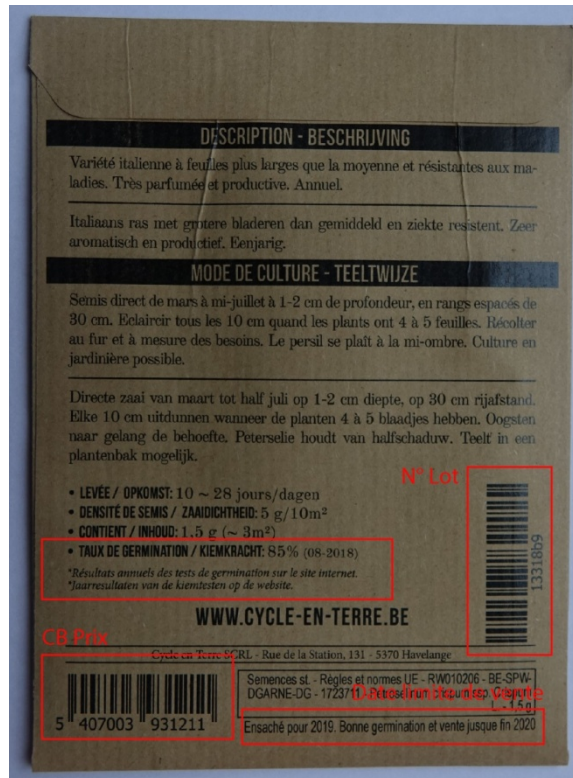 DESCRIPTION - BESCHRIJVING
Variété italienne à feuilles plus larges que la moyenne et résistantes aux ma-
ladies. Très parfumée et productive. Annuel.
Italiaans ras met grotere bladeren dan gemiddeld en ziekte resistent. Zeer
aromatisch en productief. Eenjarig.
MODE DE CULTURE - TEELTWIJZE
Semis direct de mars à mi-juillet à 1-2 cm de profondeur, en rangs espacés de
30 cm. Eclaircir tous les 10 cm quand les plants ont 4 à 5 feuilles. Récolter
au fur et à mesure des besoins. Le persil se plaît à la mi-ombre. Culture en
jardinière possible.
Directe zaai van maart tot half juli op 1-2 cm diepte, op 30 cm rijafstand.
Elke 10 cm uitdunnen wanneer de planten 4 à 5 blaadjes hebben. Oogsten
naar gelang de behoefte. Peterselie houdt van halfschaduw. Teelt in een
plantenbak mogelijk.
N° Lot
• LEVÉE / OPKOMST: 10 ~ 28 jours/dagen
• DENSITÉ DE SEMIS / ZAAIDICHTHEID: 5 g/10m²
• CONTIENT / INHOUD: 1.5 g (~ 3m²)
• TAUX DE GERMINATION / KIEMKRACHT: 85% (08-2018)
*Résultats annuels des tests de germination sur le site internet.
*Jaarresultaten van de kiemtesten op de website.
13318b9
WWW.CYCLE-EN-TERRE.BE
CB Prix
Cycle en Terre SCRL - Rue de la Station, 131 - 5370 Havelange
Semences st. - Règles et normes UE - RW010206 - BE-SPW-
DGARNE-DG - 1723711
L. - 1,5 g
Date limite de vente
5 407003 931211
Ensaché pour 2019. Bonne germination et vente jusque fin 2020